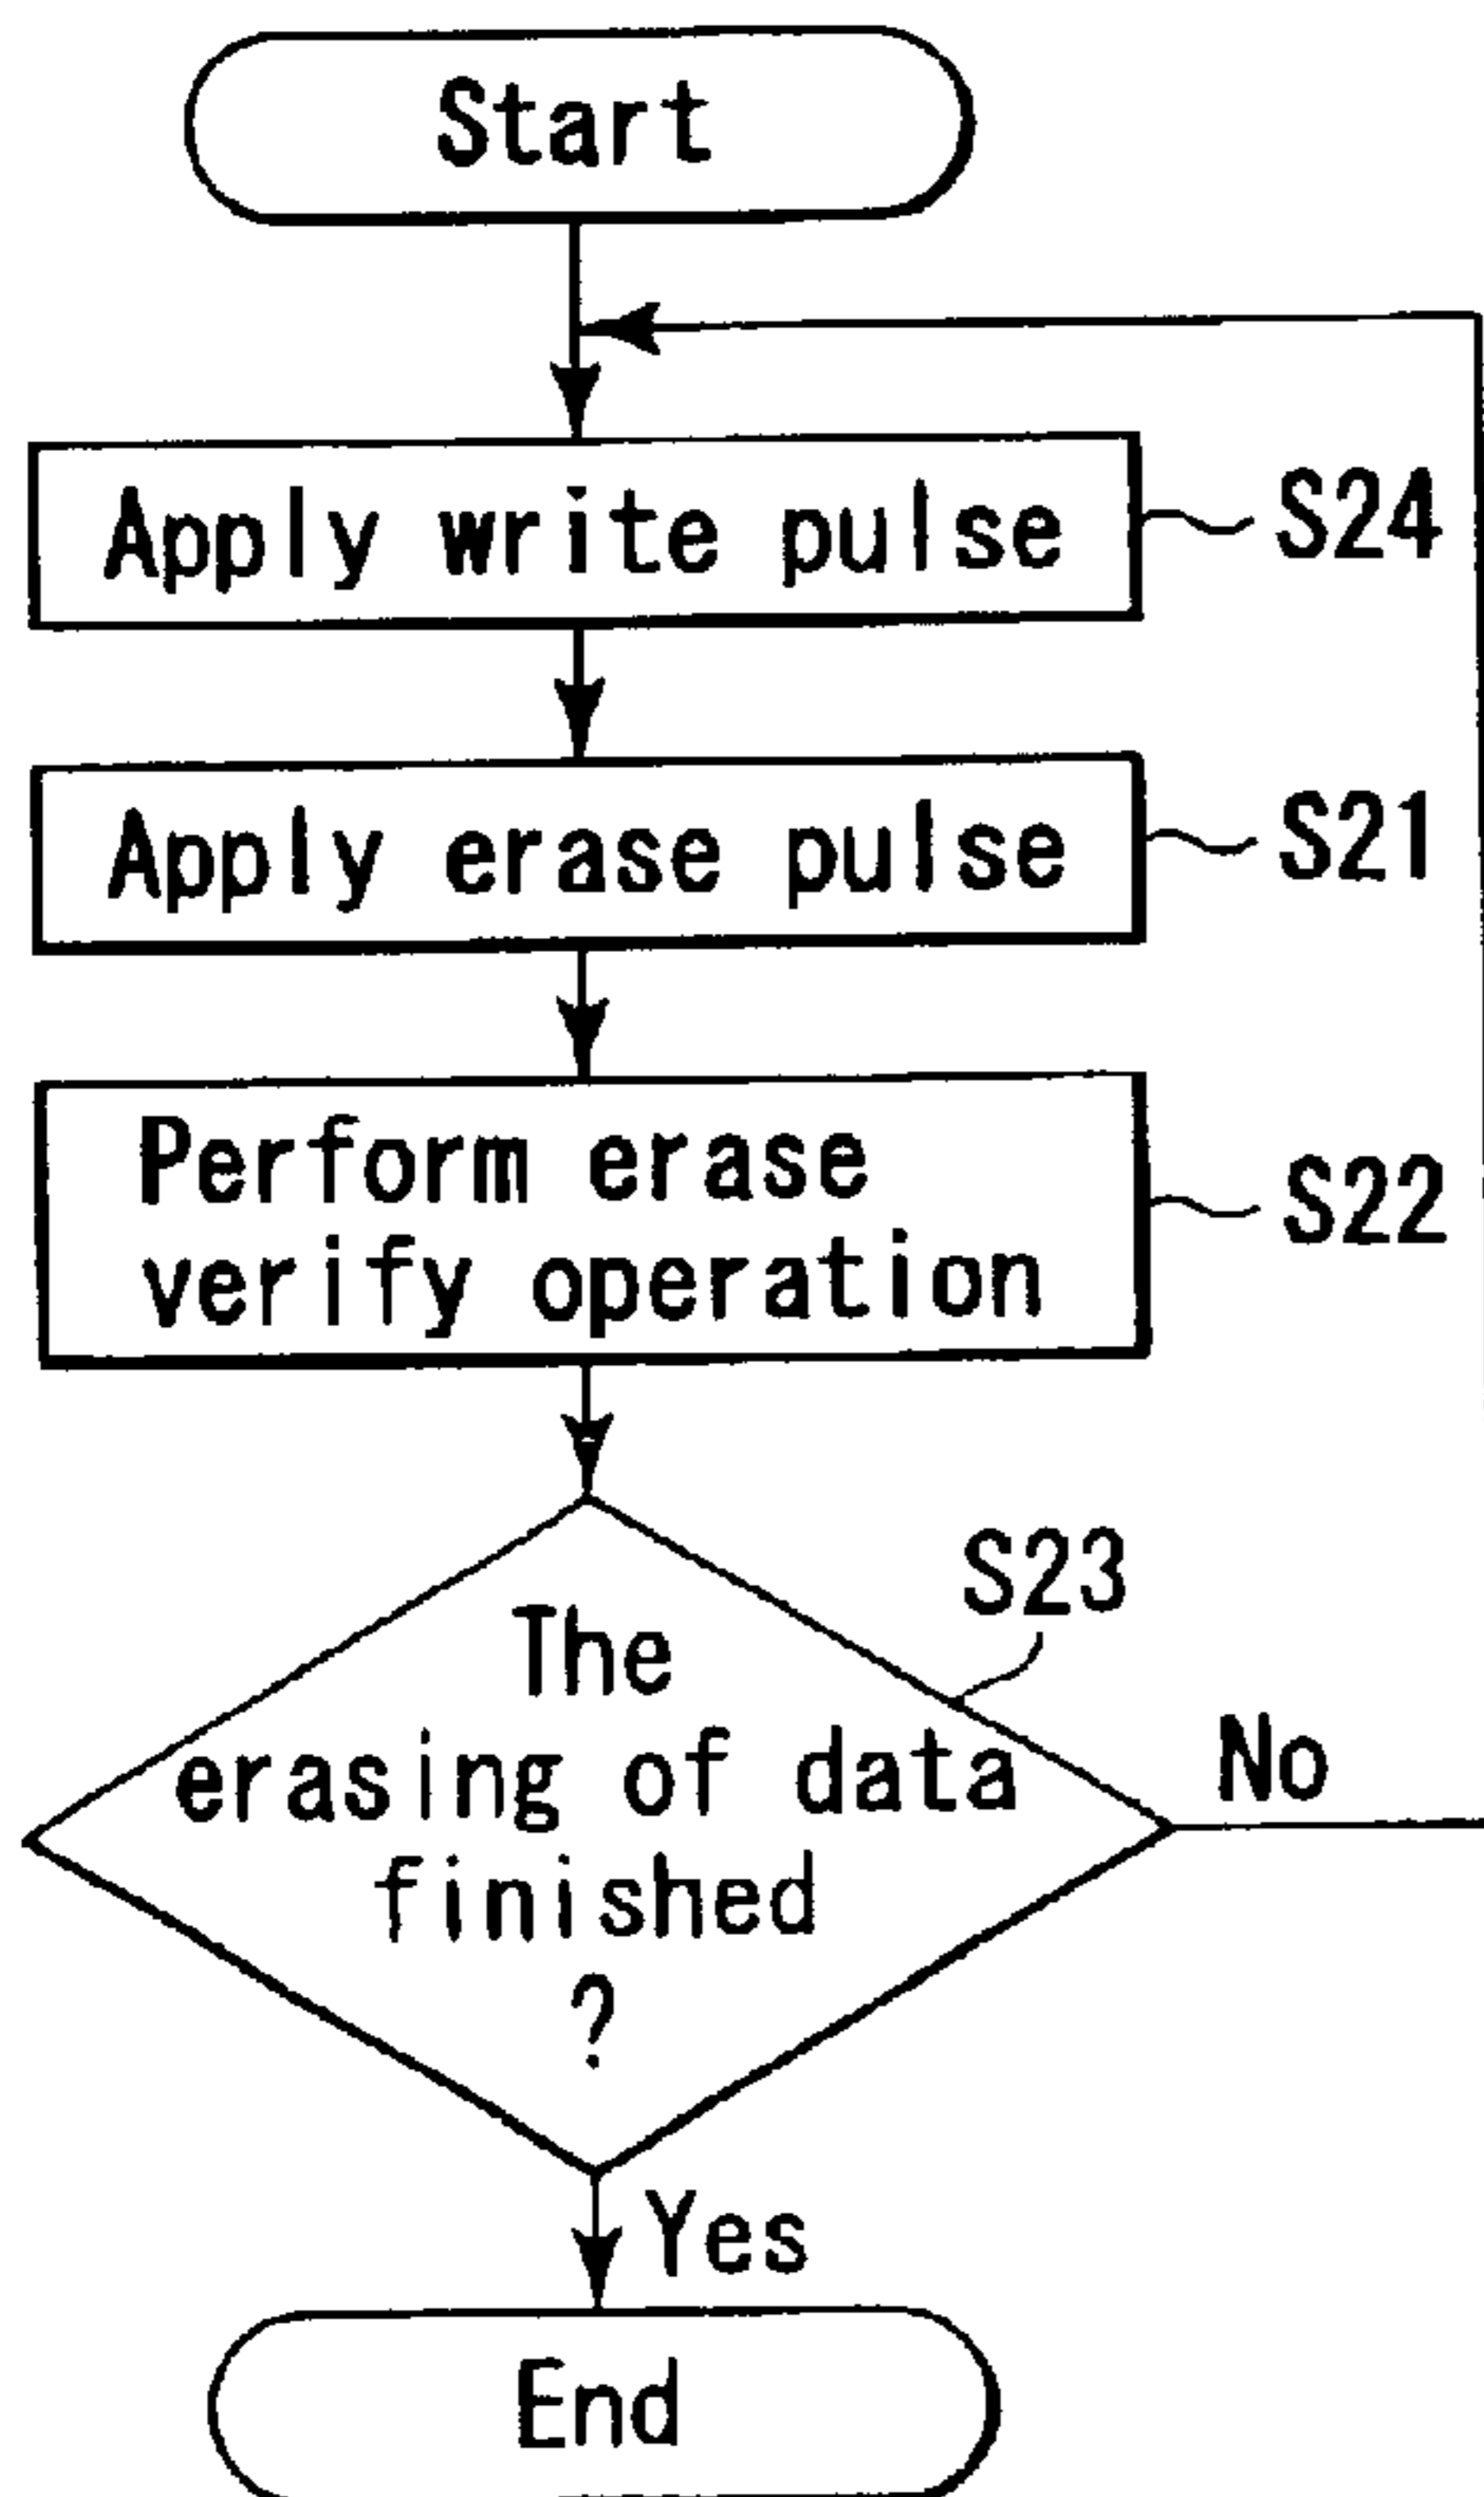 Start
Apply write pulse
S24
Apply erase pulse
S21
Perform erase
verify operation
S22
S23
The
erasing of data
finished
?
No
Yes
End